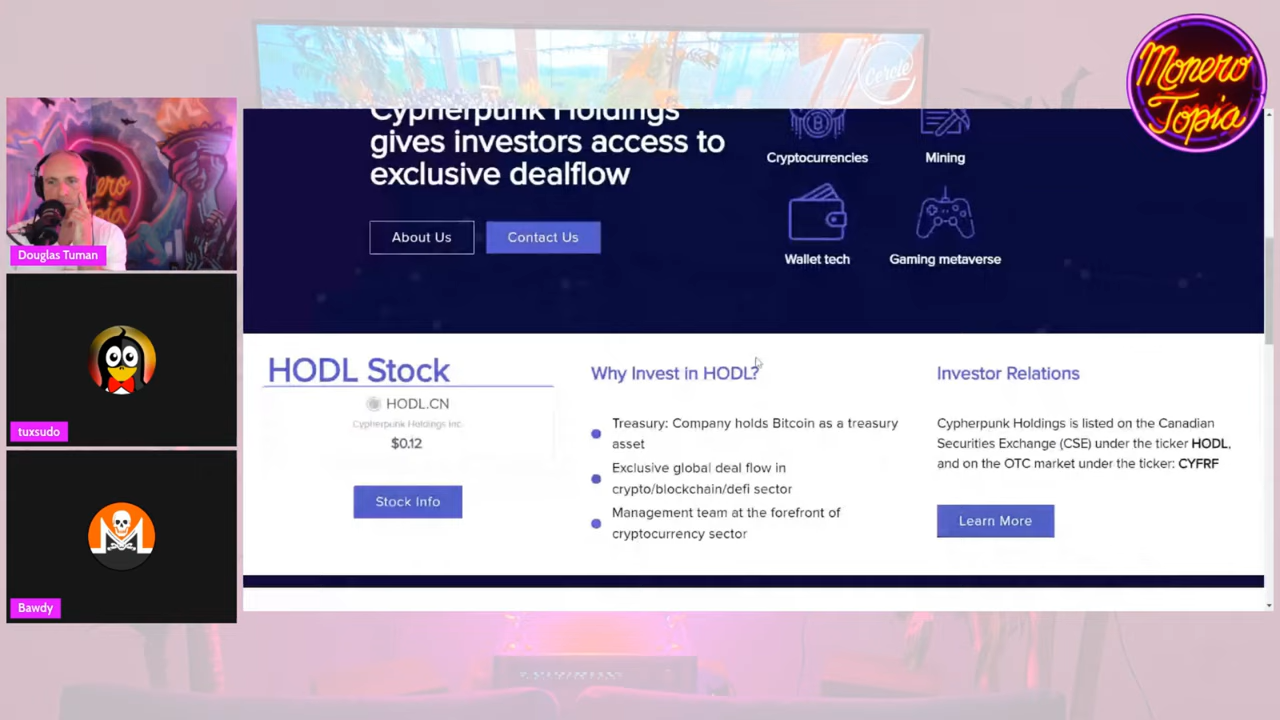 Cercle
Monero
Topia
Cypherpunk Holdings
gives investors access to
exclusive dealflow
About Us
Contact Us
Cryptocurrencies
Mining
Wallet tech
Gaming metaverse
HODL Stock
HODL.CN
Cypherpunk Holdings Inc.
$0.12
Stock Info
Why Invest in HODL?
Treasury: Company holds Bitcoin as a treasury
asset
Exclusive global deal flow in
crypto/blockchain/defi sector
Management team at the forefront of
cryptocurrency sector
Investor Relations
Cypherpunk Holdings is listed on the Canadian
Securities Exchange (CSE) under the ticker HODL,
and on the OTC market under the ticker: CYFRF
Learn More
Douglas Tuman
tuxsudo
Bawdy